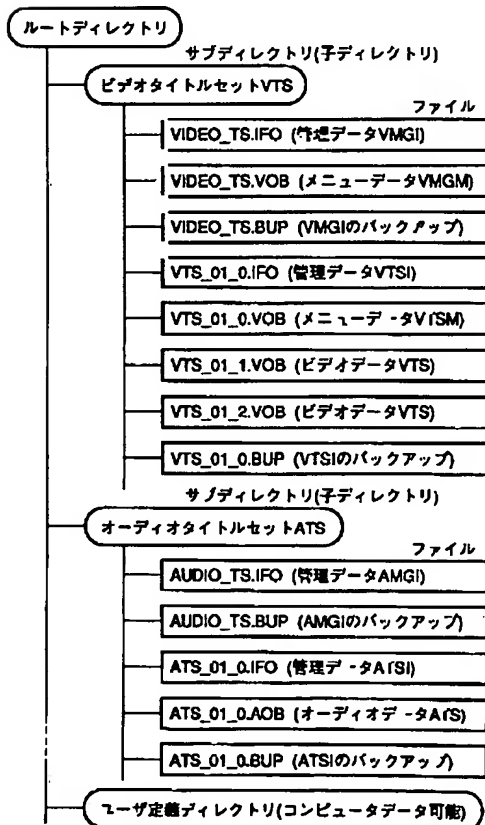 ルートディレクトリ
サブディレクトリ(子ディレクトリ)
ビデオタイトルセットVTS
ファイル
VIDEO_TS.IFO (管理データVMGI)
VIDEO_TS.VOB (メニューデータVMGM)
VIDEO_TS.BUP (VMGIのバックアップ)
VTS_01_0.IFO (管理データVTSI)
VTS_01_0.VOB (メニューデータVTSM)
VTS_01_1.VOB (ビデオデータVTS)
VTS_01_2.VOB (ビデオデータVTS)
VTS_01_0.BUP (VTSIのバックアップ)
サブディレクトリ(子ディレクトリ)
オーディオタイトルセットATS
ファイル
AUDIO_TS.IFO (管理データAMGI)
AUDIO_TS.BUP (AMGIのバックアップ)
ATS_01_0.IFO (管理データATSI)
ATS_01_0.AOB (オーディオデータATS)
ATS_01_0.BUP (ATSIのバックアップ)
ユーザ定義ディレクトリ(コンピュータデータ可能)